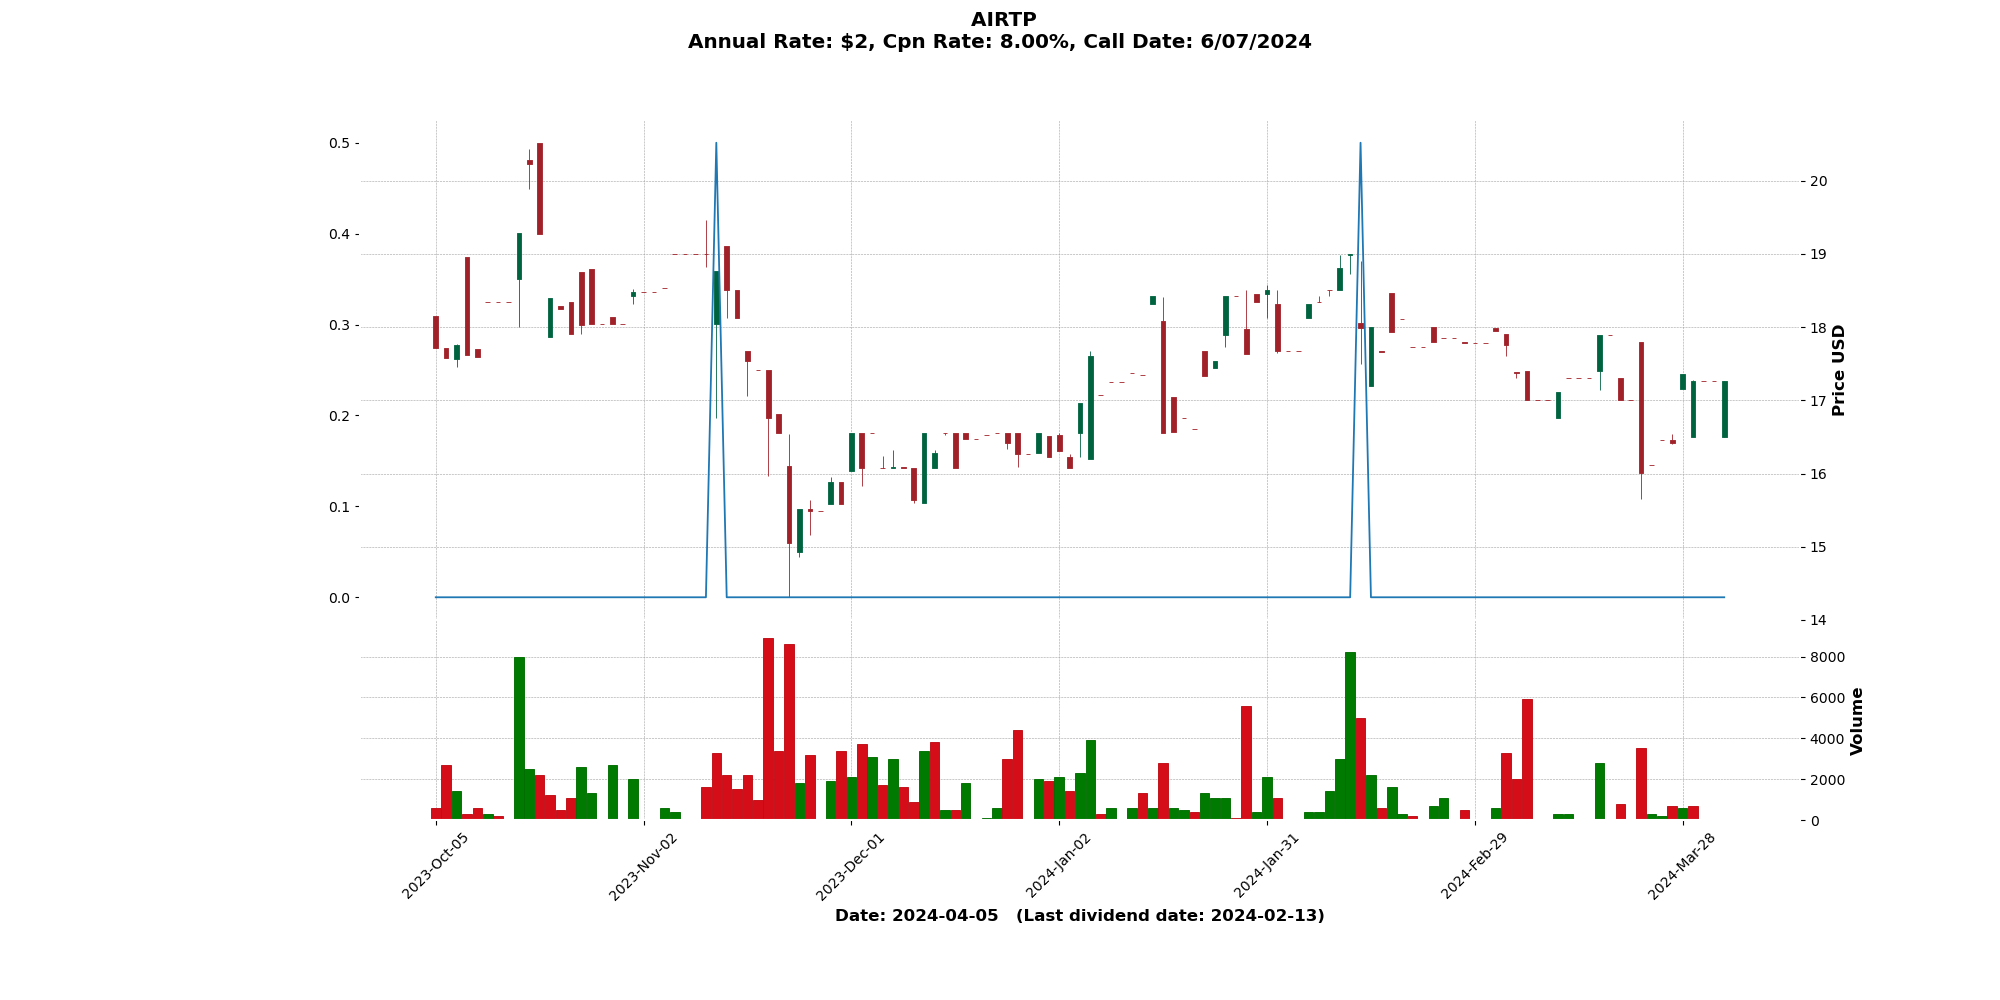 AIRTP
Annual Rate: $2, Cpn Rate: 8.00%, Call Date: 6/07/2024
0.5
0.4
0.3
0.2
0.1
0.0
20
19
18
17
16
15
14
Price USD
8000
6000
4000
2000
0
Volume
2023-Oct-05
2023-Nov-02
2023-Dec-01
2024-Jan-02
2024-Jan-31
2024-Feb-29
2024-Mar-28
Date: 2024-04-05 (Last dividend date: 2024-02-13)